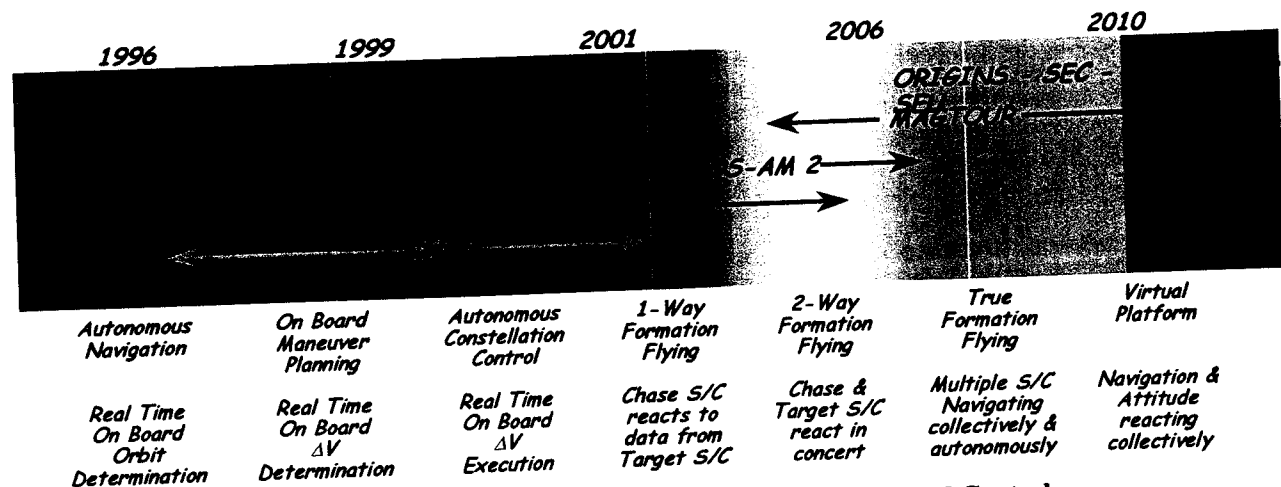 1996 1999 2001 2006 2010
ORIGINS - SEC -
SEU
MAGTOUR
S-AM 2
Autonomous
Navigation
On Board
Maneuver
Planning
Autonomous
Constellation
Control
1-Way
Formation
Flying
2-Way
Formation
Flying
True
Formation
Flying
Virtual
Platform
Real Time
On Board
Orbit
Determination
Real Time
On Board
ΔV
Determination
Real Time
On Board
ΔV
Execution
Chase S/C
reacts to
data from
Target S/C
Chase &
Target S/C
react in
concert
Multiple S/C
Navigating
collectively &
autonomously
Navigation &
Attitude
reacting
collectively